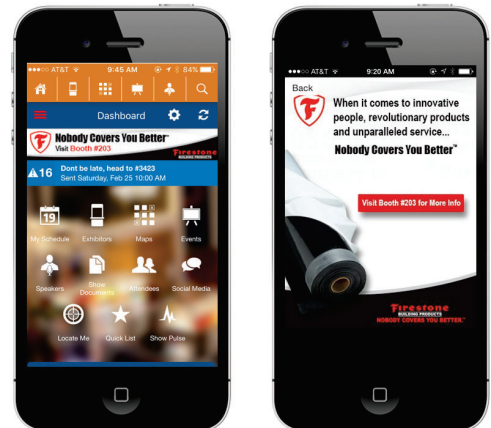 AT&T 9:45 AM 84%
Dashboard
Nobody Covers You Better™
Visit Booth #203
Firestone
BUILDING PRODUCTS
16
Dont be late, head to #3423
Sent Saturday, Feb 25 10:00 AM
19
My Schedule Exhibitors Maps Events
Speakers Show Documents Attendees Social Media
Locate Me Quick List Show Pulse
AT&T 9:20 AM
Back
F
When it comes to innovative
people, revolutionary products
and unparalleled service...
Nobody Covers You Better™
Visit Booth #203 for More Info
Firestone
BUILDING PRODUCTS
NOBODY COVERS YOU BETTER.™